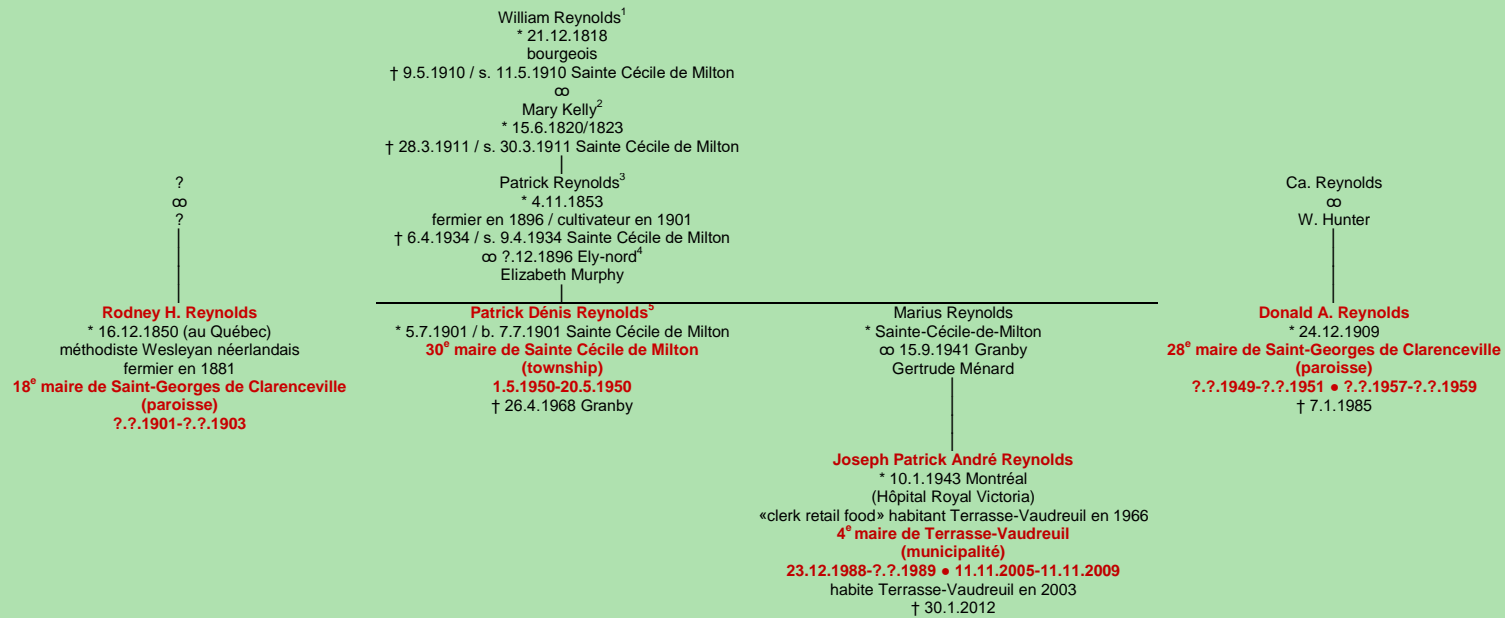 William Reynolds1
* 21.12.1818
bourgeois
† 9.5.1910 / s. 11.5.1910 Sainte Cécile de Milton
ꝏ
Mary Kelly2
* 15.6.1820/1823
† 28.3.1911 / s. 30.3.1911 Sainte Cécile de Milton
Patrick Reynolds3
* 4.11.1853
fermier en 1896 / cultivateur en 1901
† 6.4.1934 / s. 9.4.1934 Sainte Cécile de Milton
ꝏ ?.12.1896 Ely-nord4
Elizabeth Murphy
?
ꝏ
?
Ca. Reynolds
ꝏ
W. Hunter
Rodney H. Reynolds
* 16.12.1850 (au Québec)
méthodiste Wesleyan néerlandais
fermier en 1881
18e maire de Saint-Georges de Clarenceville
(paroisse)
?.?.1901-?.?.1903
Patrick Dénis Reynolds5
* 5.7.1901 / b. 7.7.1901 Sainte Cécile de Milton
30e maire de Sainte Cécile de Milton
(township)
1.5.1950-20.5.1950
† 26.4.1968 Granby
Marius Reynolds
* Sainte-Cécile-de-Milton
ꝏ 15.9.1941 Granby
Gertrude Ménard
Donald A. Reynolds
* 24.12.1909
28e maire de Saint-Georges de Clarenceville
(paroisse)
?.?.1949-?.?.1951 ● ?.?.1957-?.?.1959
† 7.1.1985
Joseph Patrick André Reynolds
* 10.1.1943 Montréal
(Hôpital Royal Victoria)
«clerk retail food» habitant Terrasse-Vaudreuil en 1966
4e maire de Terrasse-Vaudreuil
(municipalité)
23.12.1988-?.?.1989 ● 11.11.2005-11.11.2009
habite Terrasse-Vaudreuil en 2003
† 30.1.2012